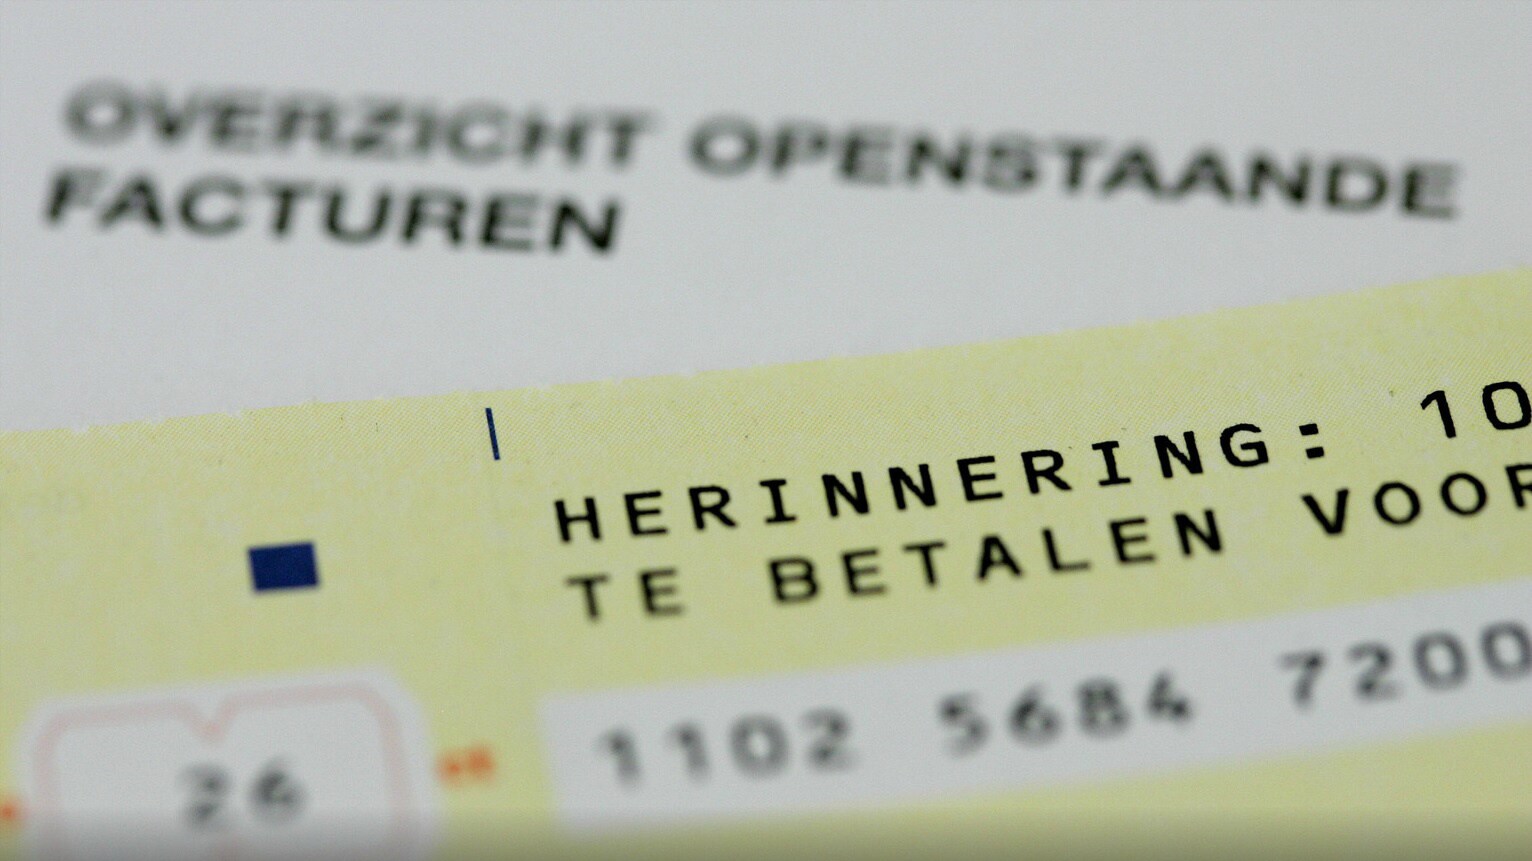 OVERZICHT OPENSTAANDE
FACTUREN
HERINNERING: 10
TE BETALEN VOOR
1102 5684 7200
26